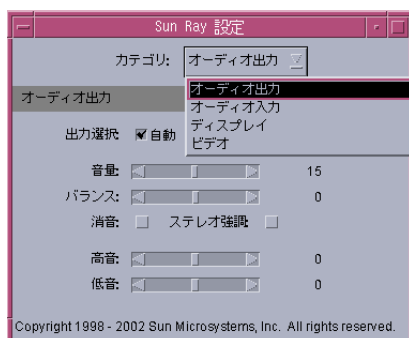 Sun Ray 設定
カテゴリ: オーディオ出力
オーディオ出力
オーディオ入力
ディスプレイ
ビデオ
オーディオ出力
出力選択: 自動
音量: 15
バランス: 0
消音: ステレオ強調:
高音: 0
低音: 0
Copyright 1998 - 2002 Sun Microsystems, Inc. All rights reserved.